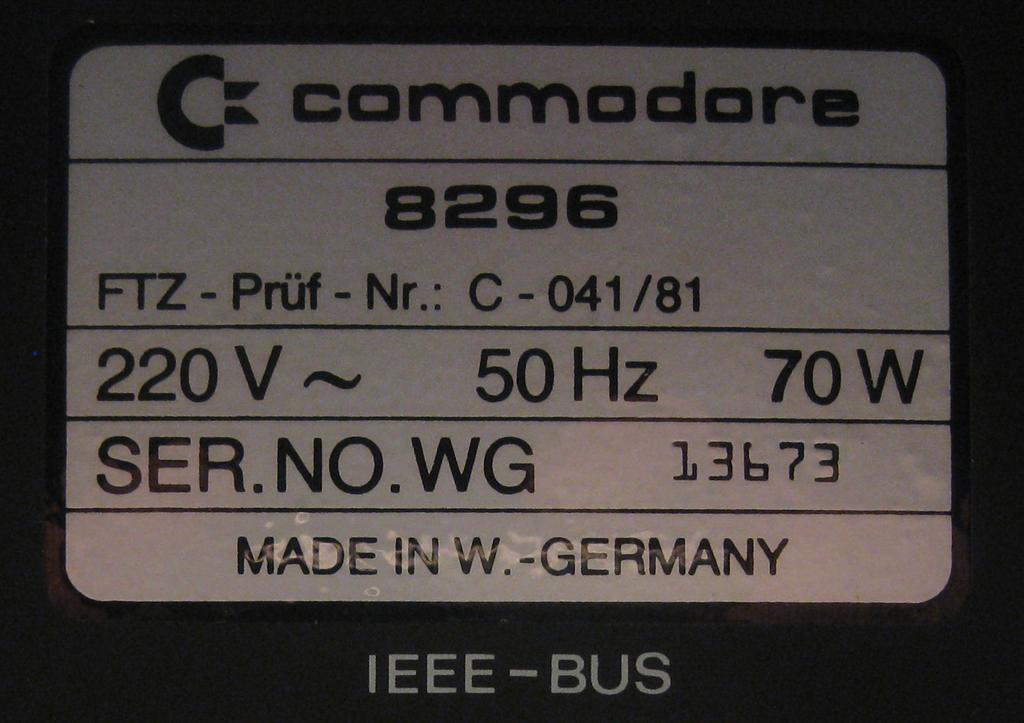 commodore
8296
FTZ - Prüf - Nr.: C - 041/81
220 V ~ 50 Hz 70 W
SER.NO.WG 13673
MADE IN W.-GERMANY
IEEE-BUS